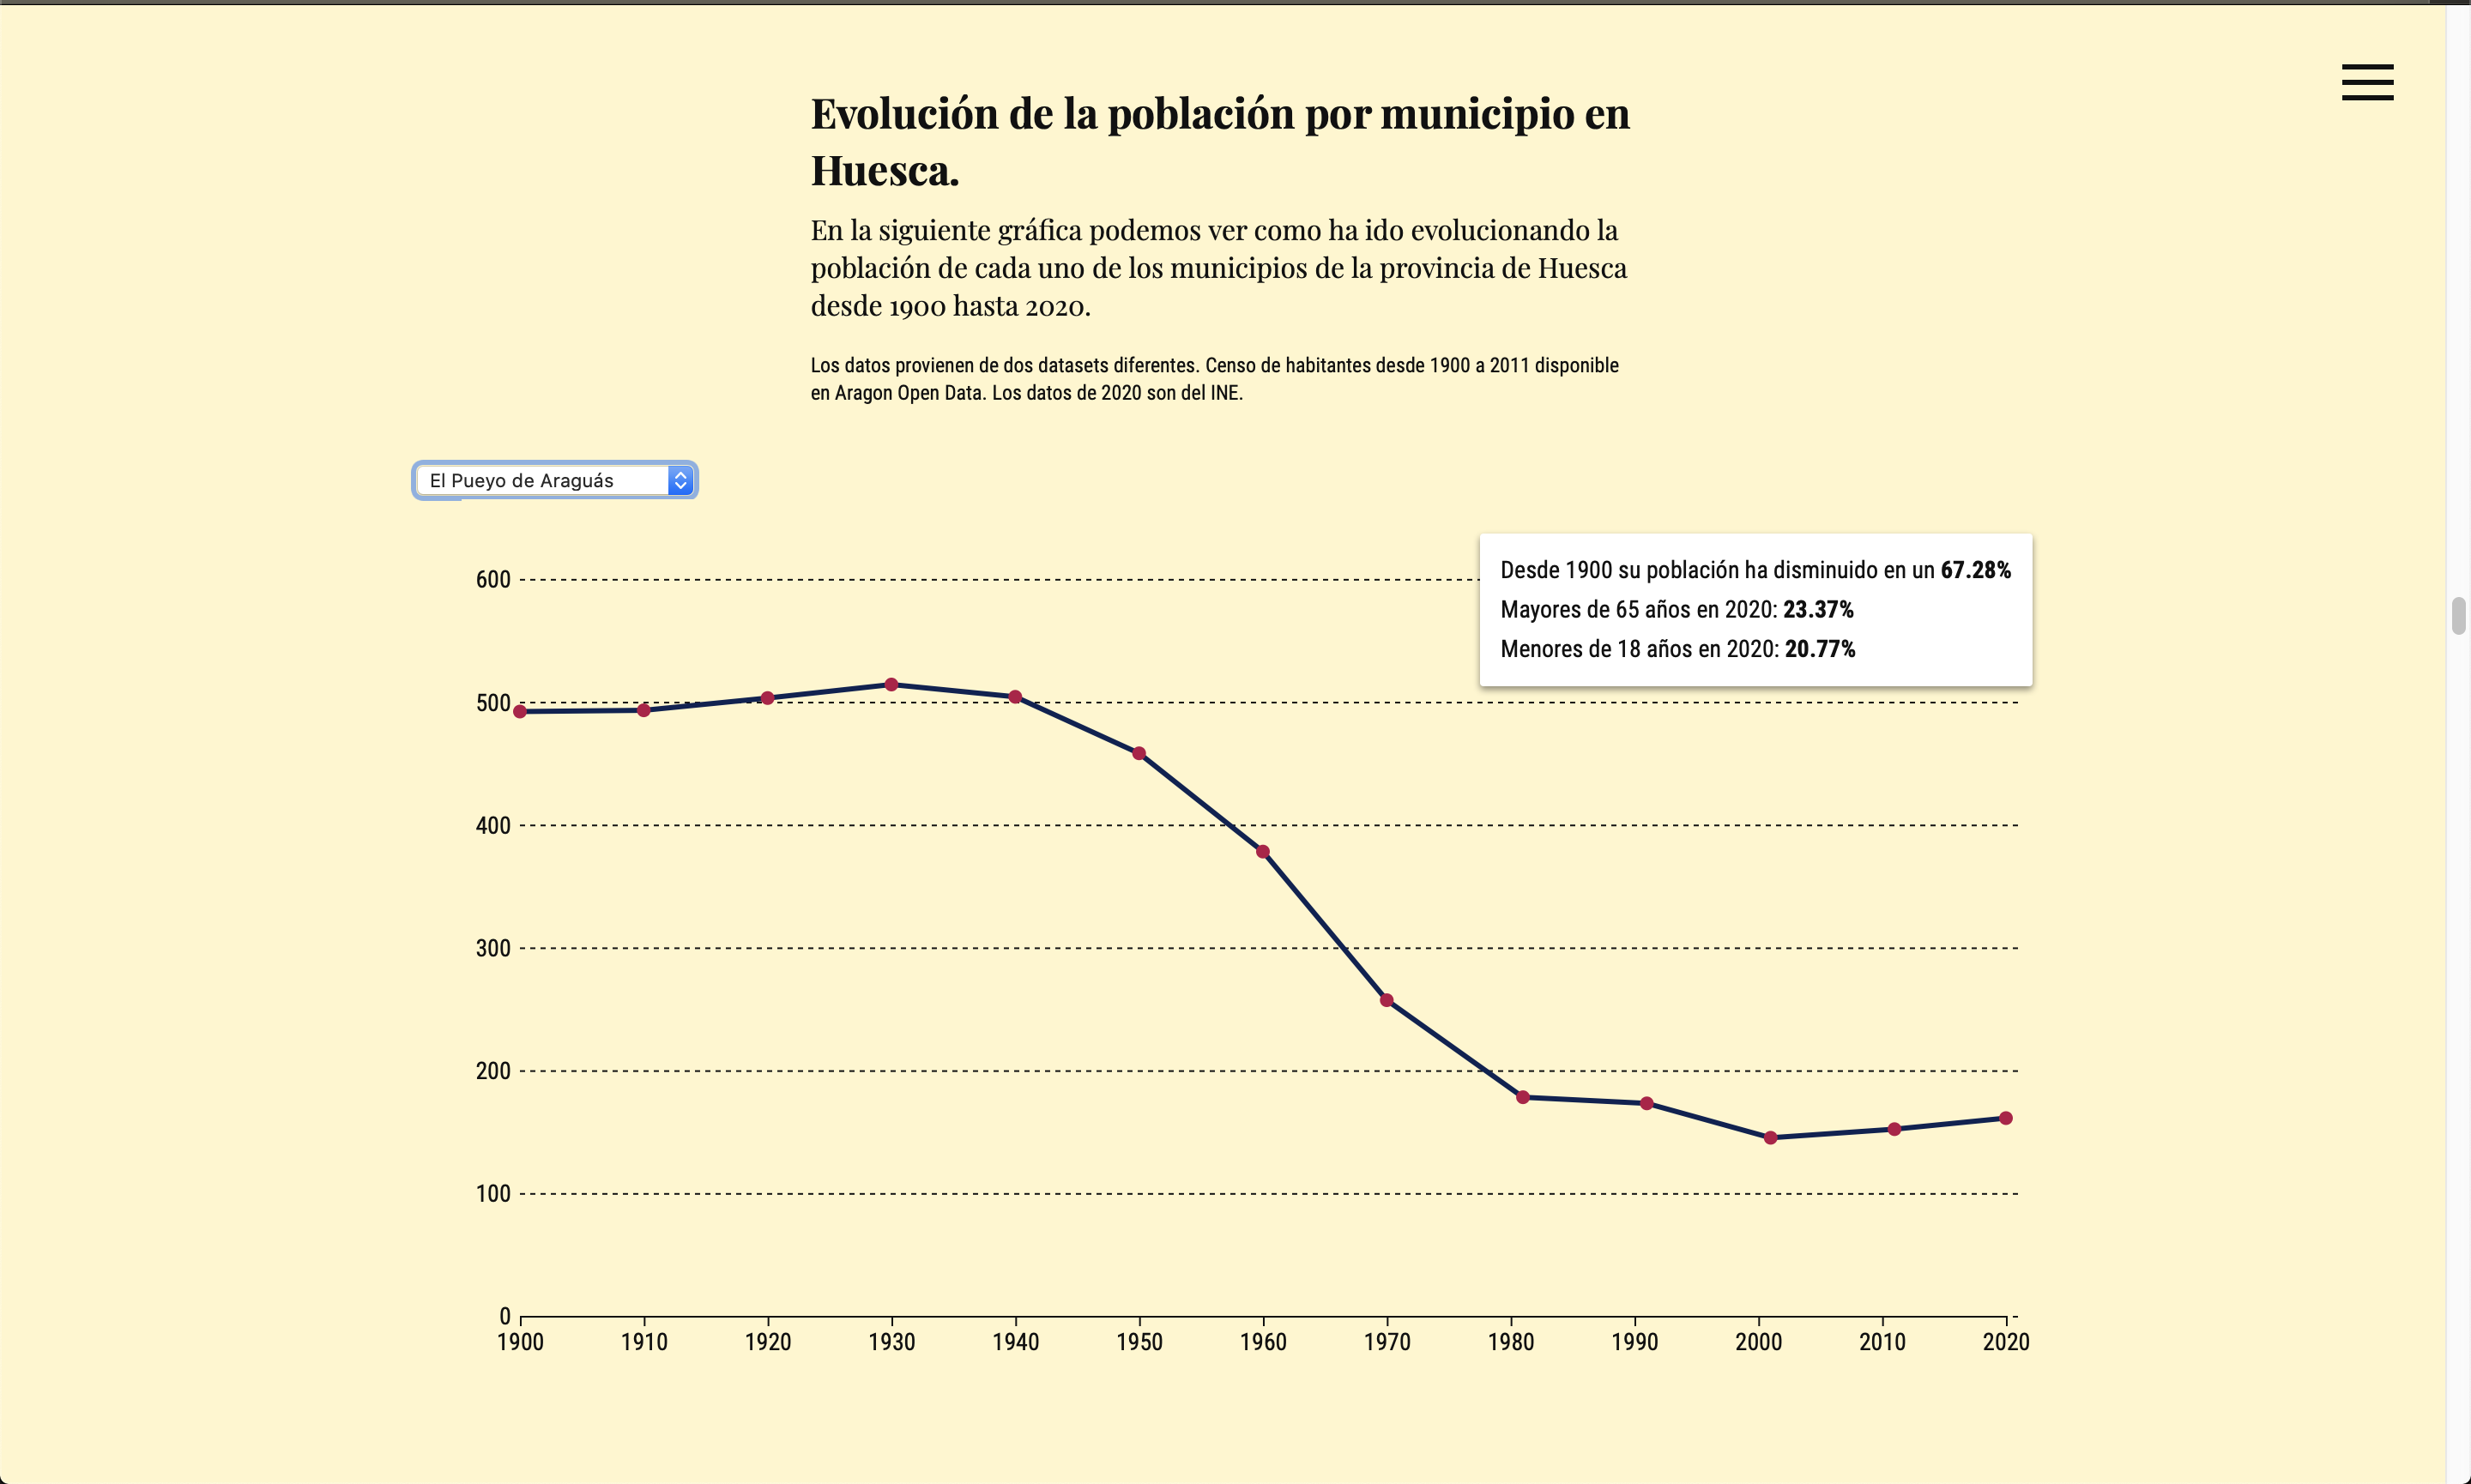 Evolución de la población por municipio en
Huesca.
En la siguiente gráfica podemos ver como ha ido evolucionando la
población de cada uno de los municipios de la provincia de Huesca
desde 1900 hasta 2020.
Los datos provienen de dos datasets diferentes. Censo de habitantes desde 1900 a 2011 disponible
en Aragon Open Data. Los datos de 2020 son del INE.
El Pueyo de Araguás
Desde 1900 su población ha disminuido en un 67.28%
Mayores de 65 años en 2020: 23.37%
Menores de 18 años en 2020: 20.77%
600
500
400
300
200
100
0
1900 1910 1920 1930 1940 1950 1960 1970 1980 1990 2000 2010 2020